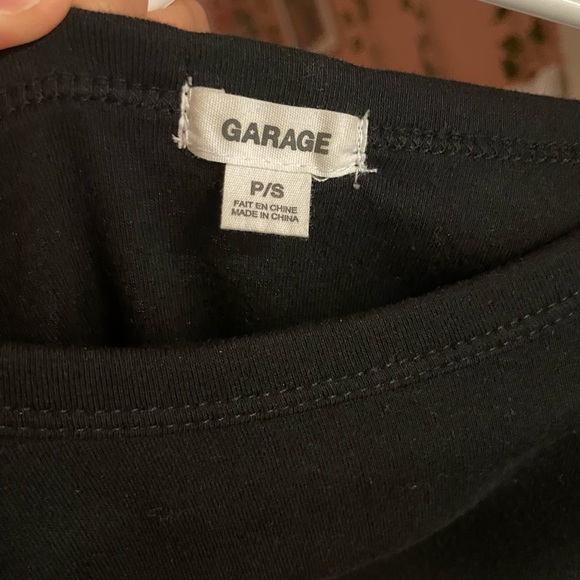 GARAGE
P/S
FAIT EN CHINE
MADE IN CHINA